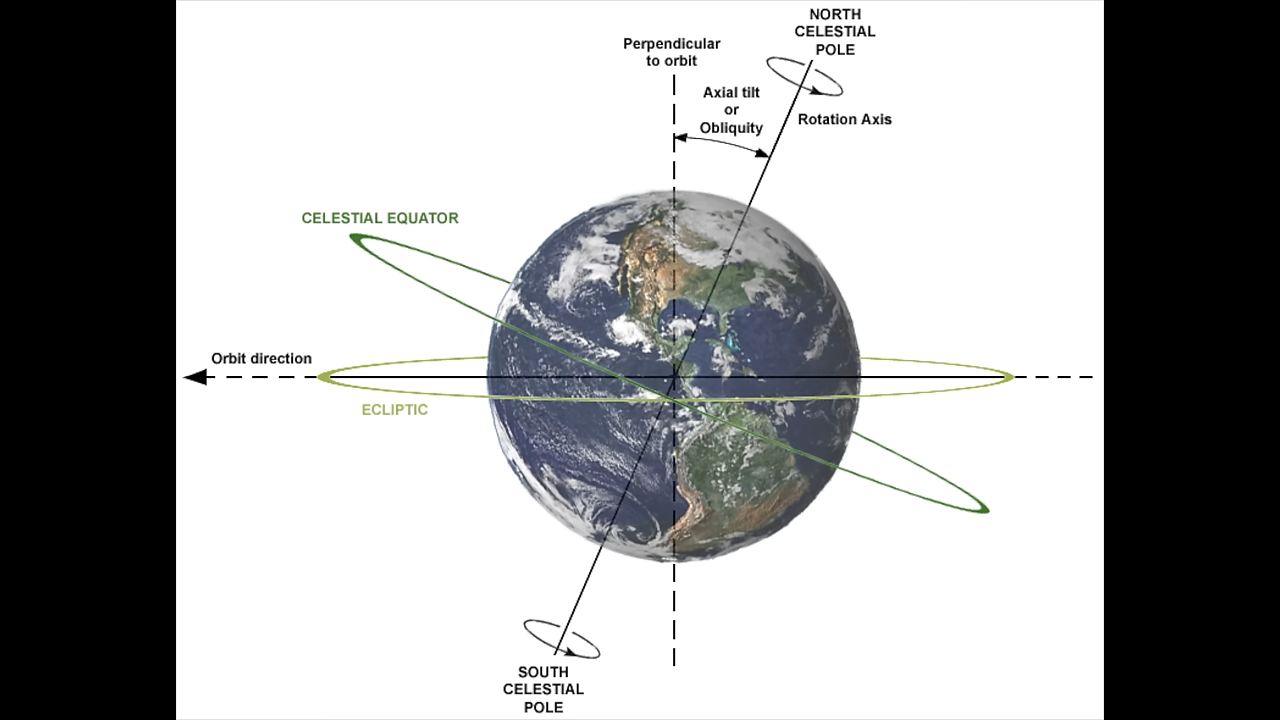 NORTH
CELESTIAL
POLE
Perpendicular
to orbit
Axial tilt
or
Obliquity
Rotation Axis
CELESTIAL EQUATOR
Orbit direction
ECLIPTIC
SOUTH
CELESTIAL
POLE